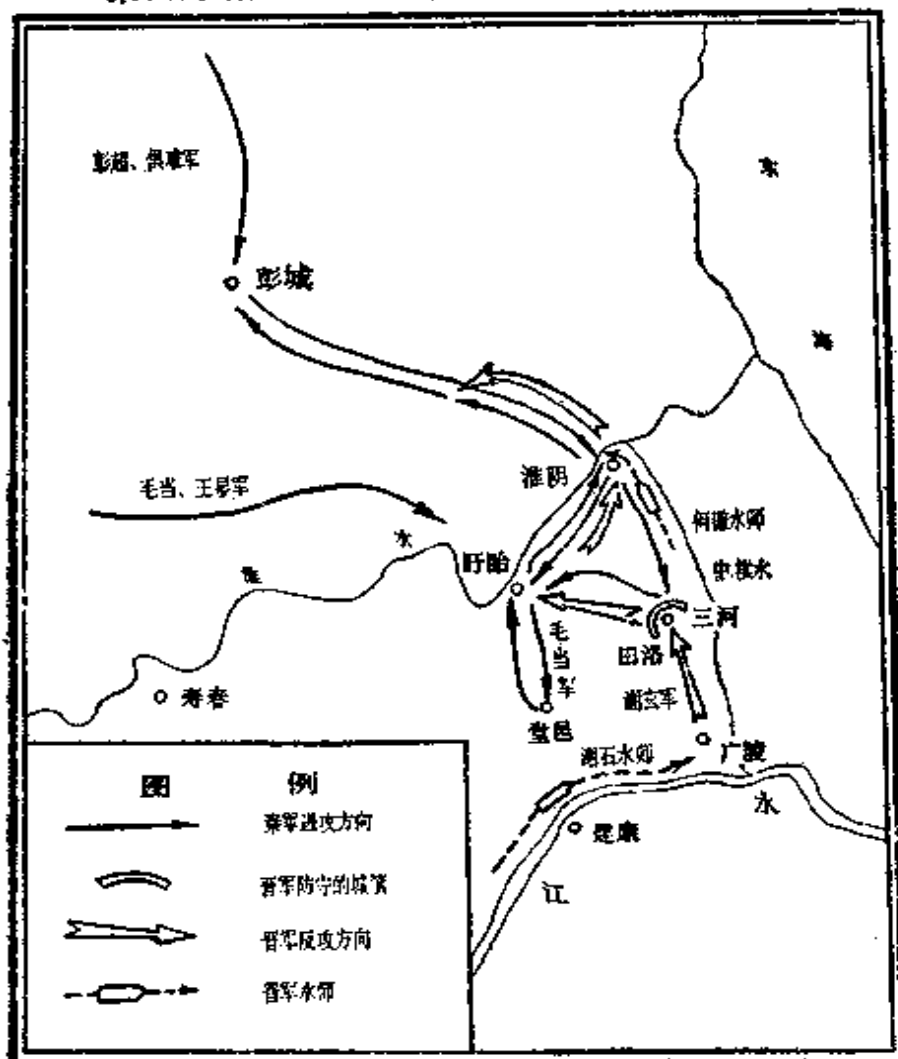 彭超、俱难军
东
海
彭城
毛当、王显军
淮阴
何谦水师
中椟水
淮
水
盱眙
三河
田洛
毛当军
谢玄军
寿春
堂邑
广陵
谢石水师
建康
江
水
图 例
秦军进攻方向
晋军防守的城镇
晋军反攻方向
晋军水师